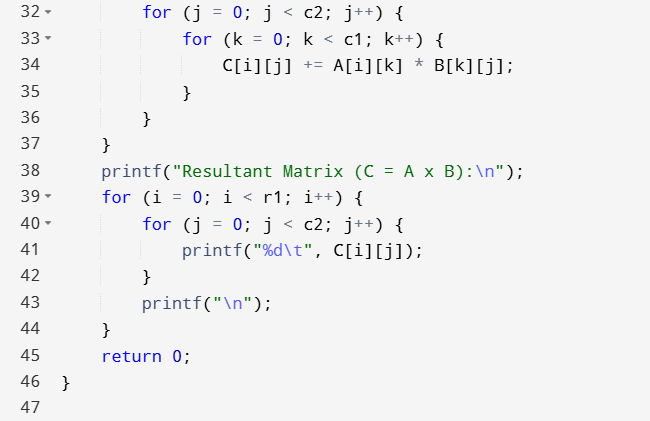 32 for (j = 0; j < c2; j++) {
33 for (k = 0; k < c1; k++) {
34 C[i][j] += A[i][k] * B[k][j];
35 }
36 }
37 }
38 printf("Resultant Matrix (C = A x B):\n");
39 for (i = 0; i < r1; i++) {
40 for (j = 0; j < c2; j++) {
41 printf("%d\t", C[i][j]);
42 }
43 printf("\n");
44 }
45 return 0;
46 }
47